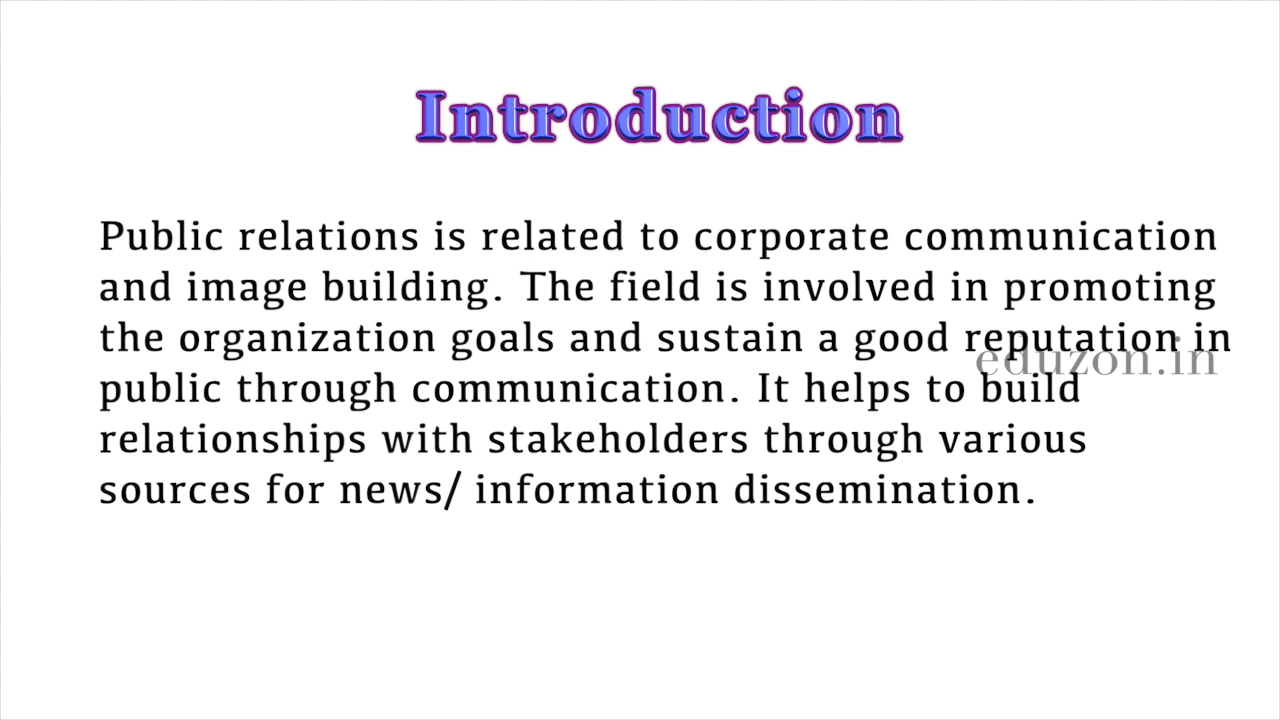 Introduction
Public relations is related to corporate communication
and image building. The field is involved in promoting
the organization goals and sustain a good reputation in
eduzon.in
public through communication. It helps to build
relationships with stakeholders through various
sources for news/ information dissemination.